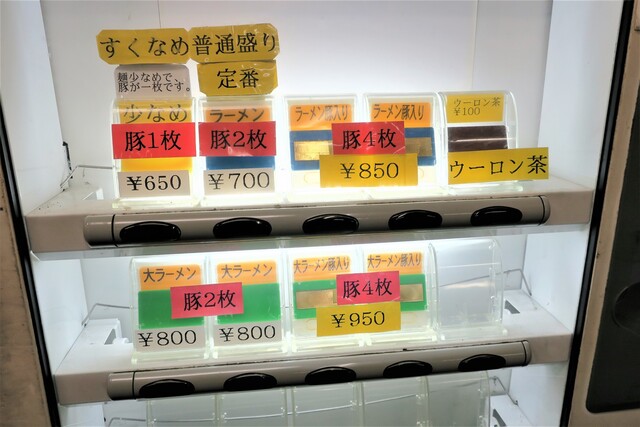 すくなめ
普通盛り
麺少なめで、
豚が一枚です。
定番
少なめ
豚1枚
¥650
ラーメン
豚2枚
¥700
ラーメン豚入り
ラーメン豚入り
豚4枚
¥850
ウーロン茶
¥100
ウーロン茶
大ラーメン
大ラーメン
豚2枚
¥800
¥800
大ラーメン豚入り
大ラーメン豚入り
豚4枚
¥950